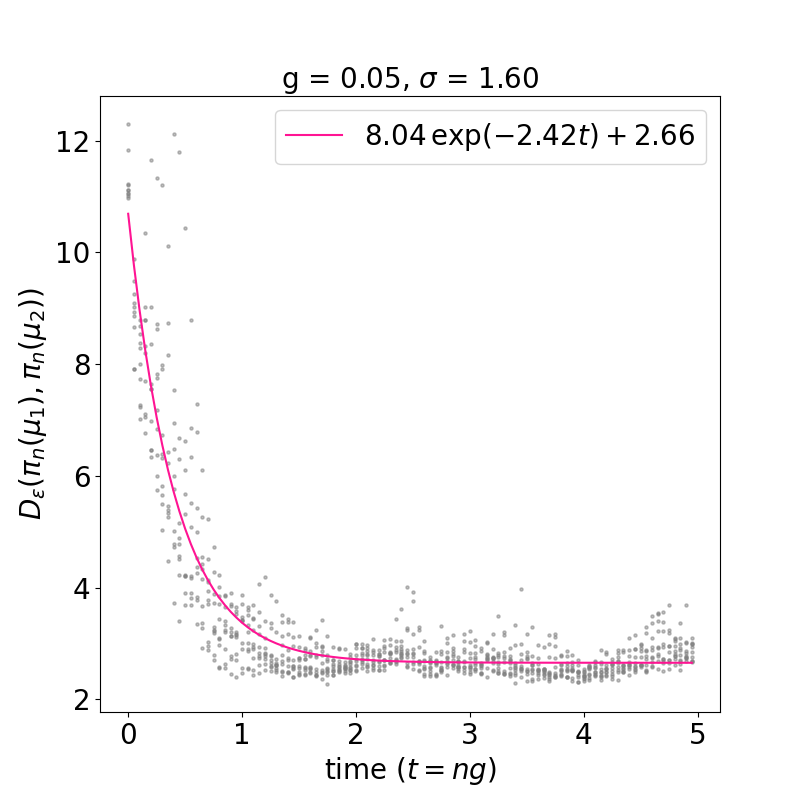 g = 0.05, σ = 1.60
8.04 exp(−2.42t) + 2.66
12
10
8
6
4
2
D_ε(π_n(μ_1), π_n(μ_2))
0 1 2 3 4 5
time (t = ng)